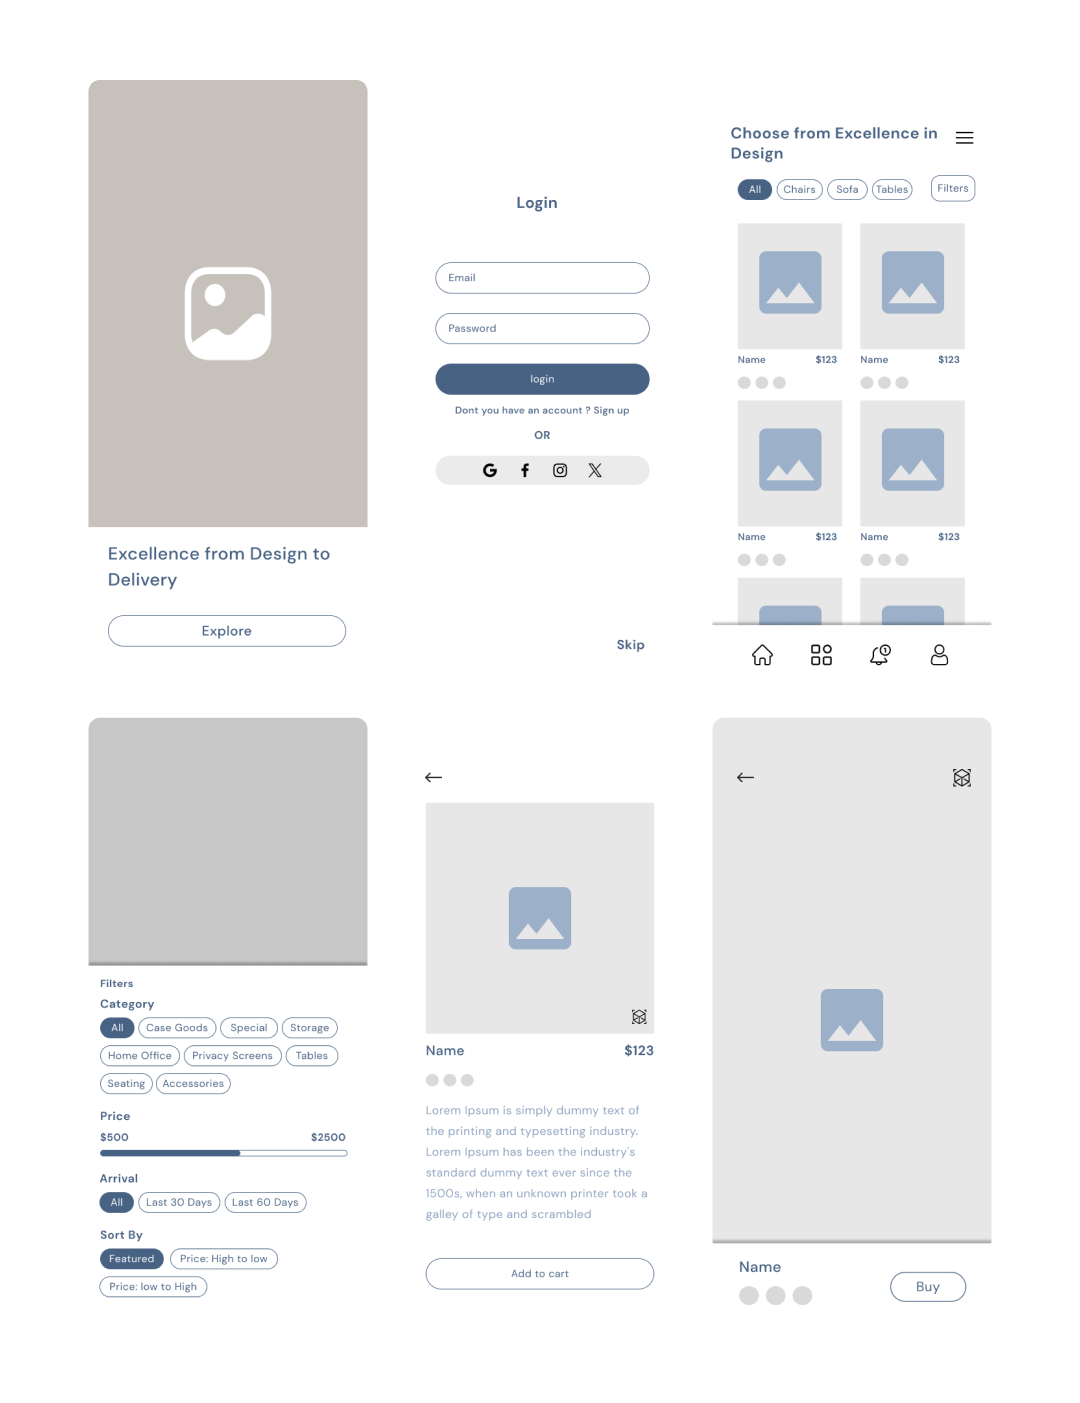 Excellence from Design to
Delivery
Explore
Login
Email
Password
login
Dont you have an account ? Sign up
OR
Skip
Choose from Excellence in
Design
All Chairs Sofa Tables Filters
Name $123 Name $123
Name $123 Name $123
1
Filters
Category
All Case Goods Special Storage
Home Office Privacy Screens Tables
Seating Accessories
Price
$500 $2500
Arrival
All Last 30 Days Last 60 Days
Sort By
Featured Price: High to low
Price: low to High
Name $123
Lorem Ipsum is simply dummy text of
the printing and typesetting industry.
Lorem Ipsum has been the industry's
standard dummy text ever since the
1500s, when an unknown printer took a
galley of type and scrambled
Add to cart
Name
Buy